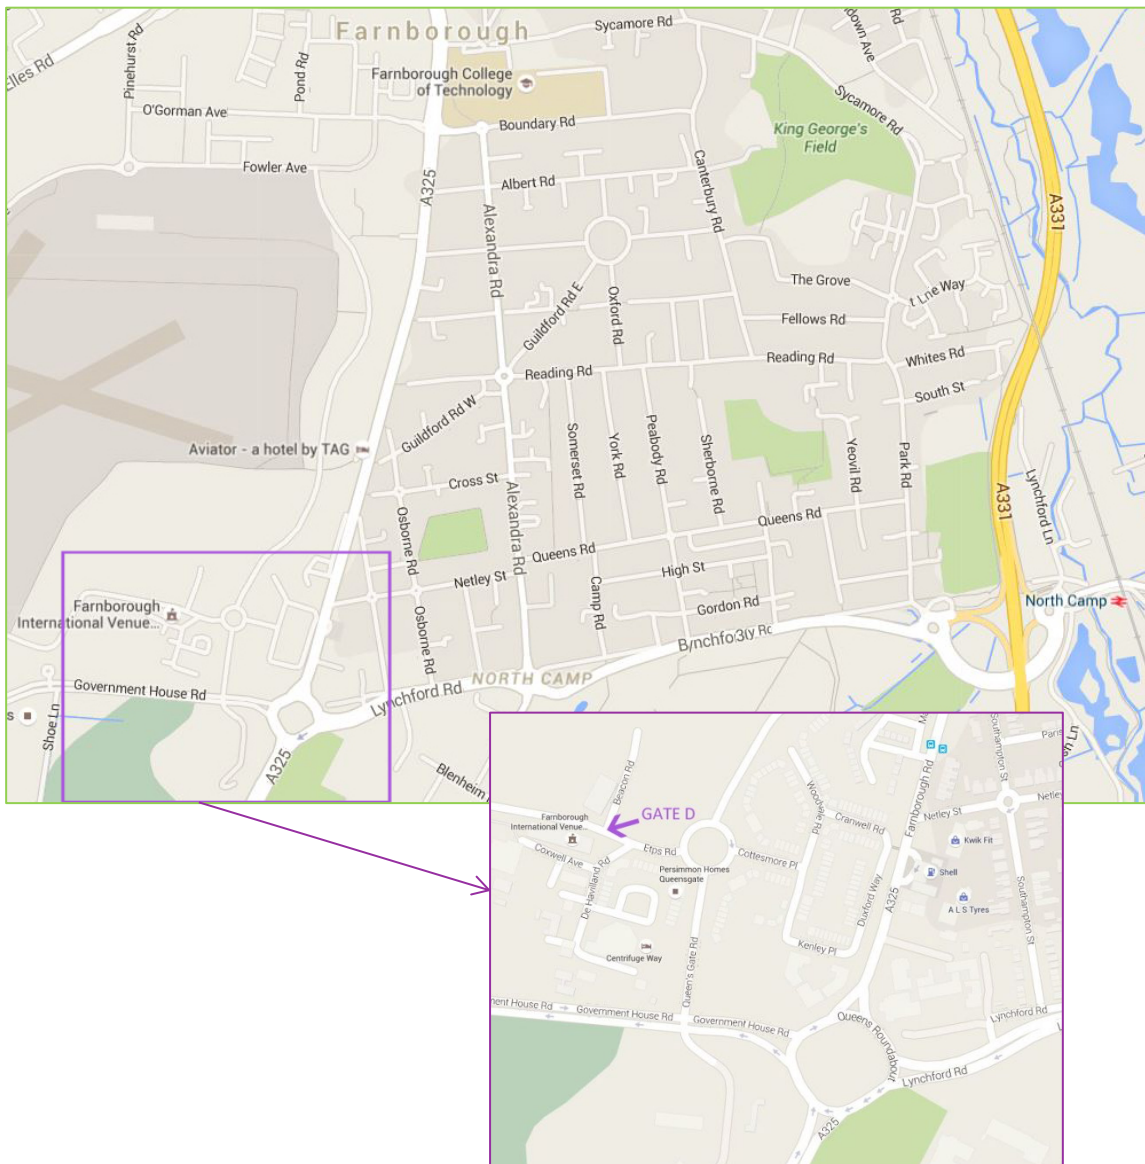 Farnborough
Sycamore Rd
Elles Rd
Pinehurst Rd
Pond Rd
Farnborough College
of Technology
O'Gorman Ave
Boundary Rd
Sycamore Rd
King George's
Field
Fowler Ave
A325
Albert Rd
Canterbury Rd
Alexandra Rd
A331
The Grove
Guildford Rd E
Oxford Rd
Fellows Rd
Reading Rd
Reading Rd
Whites Rd
South St
Guildford Rd W
Aviator - a hotel by TAG
Somerset Rd
York Rd
Peabody Rd
Sherborne Rd
Yeovil Rd
Park Rd
Cross St
Alexandra Rd
A331
Lynchford Ln
Osborne Rd
Queens Rd
Queens Rd
Netley St
High St
Camp Rd
Gordon Rd
North Camp
Farnborough
International Venue...
Osborne Rd
NORTH CAMP
Lynchford Rd
Government House Rd
Shoe Ln
A325
Blenheim
Beacon Rd
GATE D
Farnborough
International Venue...
Etps Rd
Coxwell Ave
De Havilland Rd
Persimmon Homes
Queensgate
Cottesmore Pl
Woodvale Rd
Cranwell Rd
Farnborough Rd
Southampton St
Netley St
Kwik Fit
Shell
A L S Tyres
Duxford Way
A325
Southampton St
Kenley Pl
Centrifuge Way
Queen's Gate Rd
ment House Rd
Government House Rd
Government House Rd
Queens Roundabout
Lynchford Rd
Lynchford Rd
A325